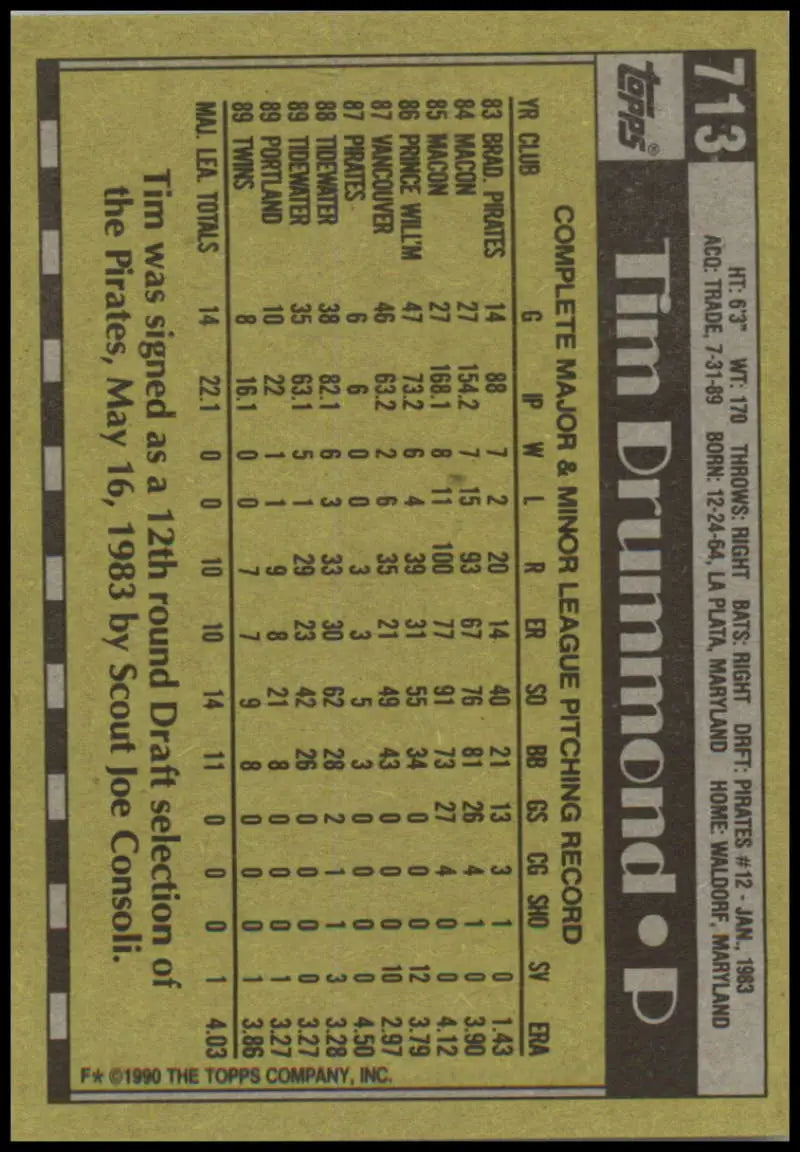 713
HT: 6'3" WT: 170 THROWS: RIGHT BATS: RIGHT DRFT: PIRATES #12 - JAN., 1983
ACQ: TRADE, 7-31-89 BORN: 12-24-64, LA PLATA, MARYLAND HOME: WALDORF, MARYLAND
TOPPS®
Tim Drummond • P
COMPLETE MAJOR & MINOR LEAGUE PITCHING RECORD
YR CLUB G IP W L R ER SO BB GS CG SHO SV ERA
83 BRAD. PIRATES 14 88 7 2 20 14 40 21 13 3 1 0 1.43
84 MACON 27 154.2 7 15 93 67 76 81 26 4 1 0 3.90
85 MACON 27 168.1 8 11 100 77 91 73 27 4 0 0 4.12
86 PRINCE WILL'M 47 73.2 6 4 39 31 55 34 0 0 0 12 3.79
87 VANCOUVER 46 63.2 2 6 35 21 49 43 0 0 0 10 2.97
87 PIRATES 6 6 0 0 3 3 5 3 0 0 0 0 4.50
88 TIDEWATER 38 82.1 6 3 33 30 62 28 2 1 1 3 3.28
89 TIDEWATER 35 63.1 5 1 29 23 42 26 0 0 0 0 3.27
89 PORTLAND 10 22 1 1 9 8 21 8 0 0 0 1 3.27
89 TWINS 8 16.1 0 0 7 7 9 8 0 0 0 1 3.86
MAJ. LEA. TOTALS 14 22.1 0 0 10 10 14 11 0 0 0 1 4.03
Tim was signed as a 12th round Draft selection of
the Pirates, May 16, 1983 by Scout Joe Consoli.
F* ©1990 THE TOPPS COMPANY, INC.